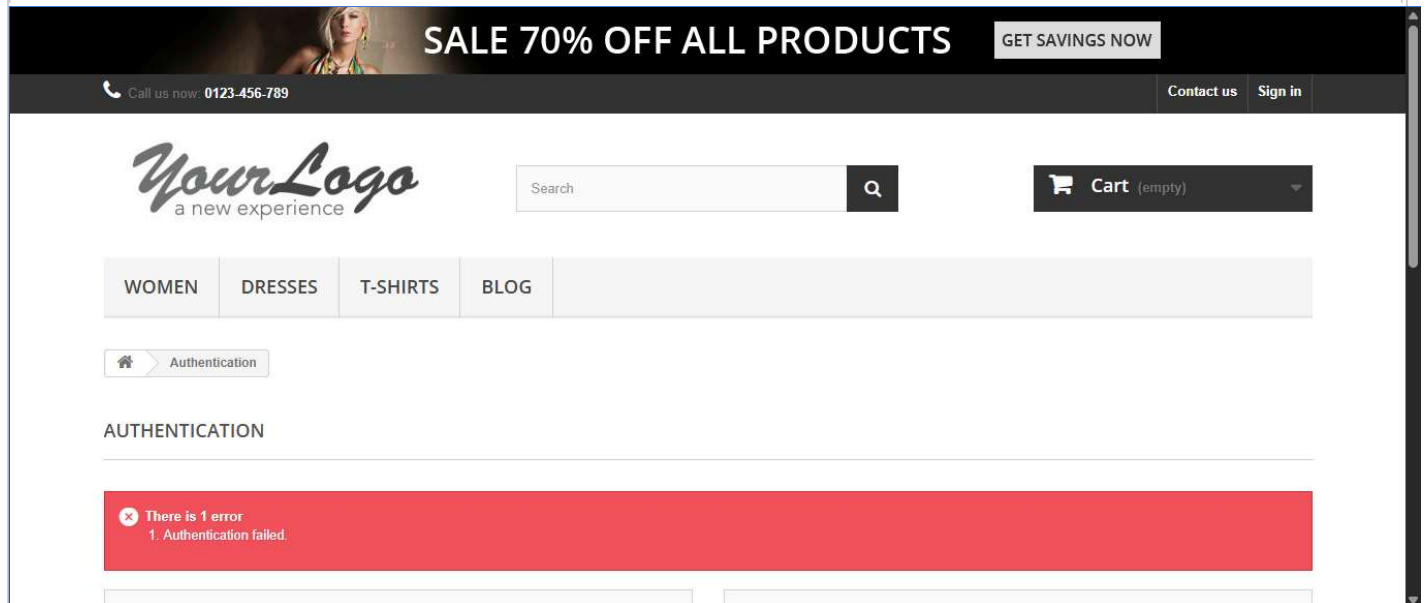 SALE 70% OFF ALL PRODUCTS GET SAVINGS NOW
Call us now: 0123-456-789 Contact us Sign in
YourLogo
a new experience
Search
Cart (empty)
WOMEN DRESSES T-SHIRTS BLOG
Authentication
AUTHENTICATION
There is 1 error
1. Authentication failed.